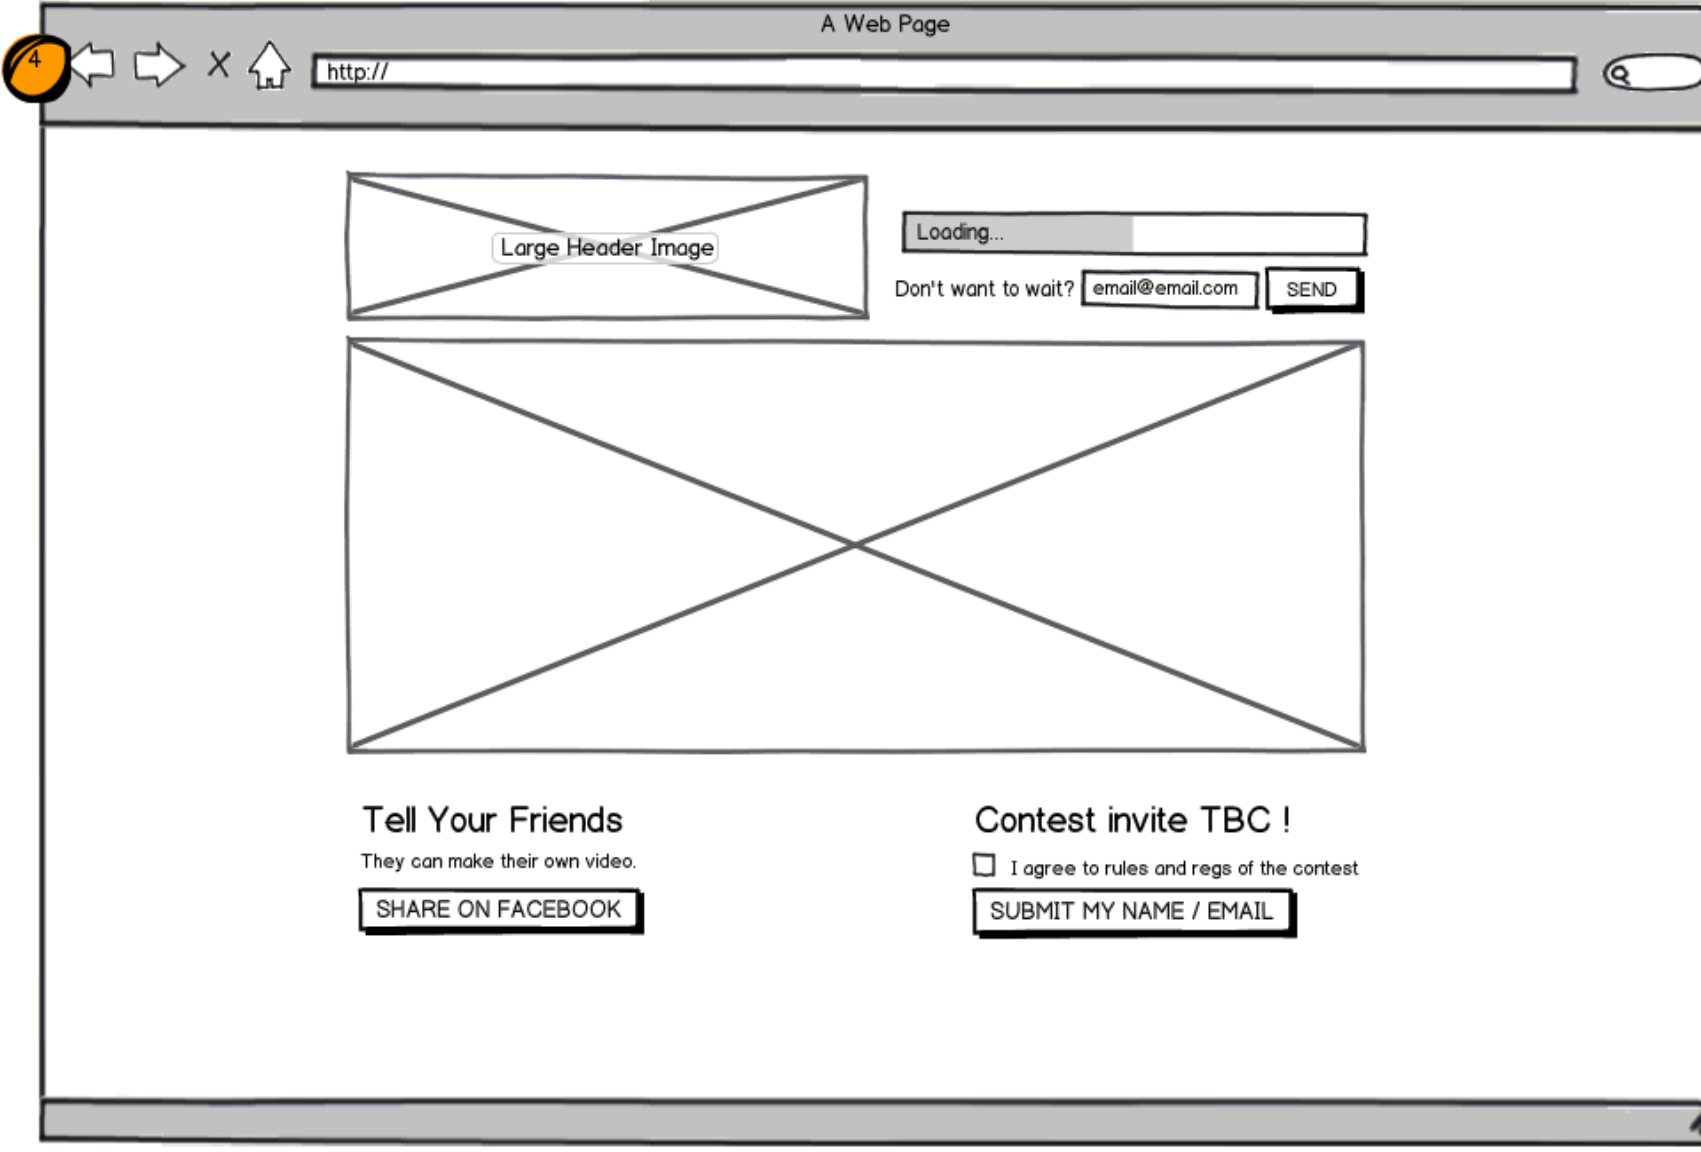 A Web Page
4
http://
Large Header Image
Loading...
Don't want to wait? email@email.com SEND
Tell Your Friends
They can make their own video.
SHARE ON FACEBOOK
Contest invite TBC !
I agree to rules and regs of the contest
SUBMIT MY NAME / EMAIL